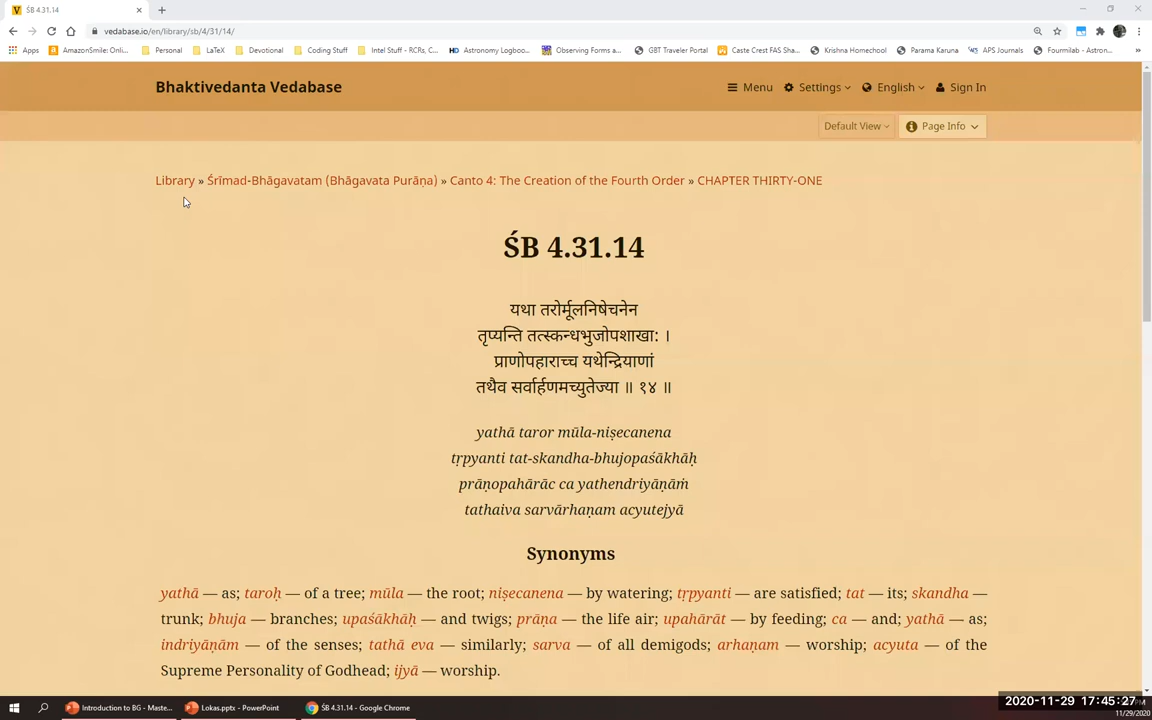 ŚB 4.31.14
vedabase.io/en/library/sb/4/31/14/
Apps AmazonSmile: Onli... Personal LaTeX Devotional Coding Stuff Intel Stuff - RCRs, C... Astronomy Logboo... Observing Forms a... GBT Traveler Portal Caste Crest FAS Sha... Krishna Homechool Parama Karuna APS Journals Fourmilab - Astron... »
Bhaktivedanta Vedabase Menu Settings English Sign In
Default View Page Info
Library » Śrīmad-Bhāgavatam (Bhāgavata Purāṇa) » Canto 4: The Creation of the Fourth Order » CHAPTER THIRTY-ONE
ŚB 4.31.14
यथा तरोर्मूलनिषेचनेन
तृप्यन्ति तत्स्कन्धभुजोपशाखा: ।
प्राणोपहाराच्च यथेन्द्रियाणां
तथैव सर्वार्हणमच्युतेज्या ॥ १४ ॥
yathā taror mūla-niṣecanena
tṛpyanti tat-skandha-bhujopaśākhāḥ
prāṇopahārāc ca yathendriyāṇāṁ
tathaiva sarvārhaṇam acyutejyā
Synonyms
yathā — as; taroḥ — of a tree; mūla — the root; niṣecanena — by watering; tṛpyanti — are satisfied; tat — its; skandha —
trunk; bhuja — branches; upaśākhāḥ — and twigs; prāṇa — the life air; upahārāt — by feeding; ca — and; yathā — as;
indriyāṇām — of the senses; tathā eva — similarly; sarva — of all demigods; arhaṇam — worship; acyuta — of the
Supreme Personality of Godhead; ijyā — worship.
Introduction to BG - Maste... Lokas.pptx - PowerPoint ŚB 4.31.14 - Google Chrome 2020-11-29 17:45:27
11/29/2020